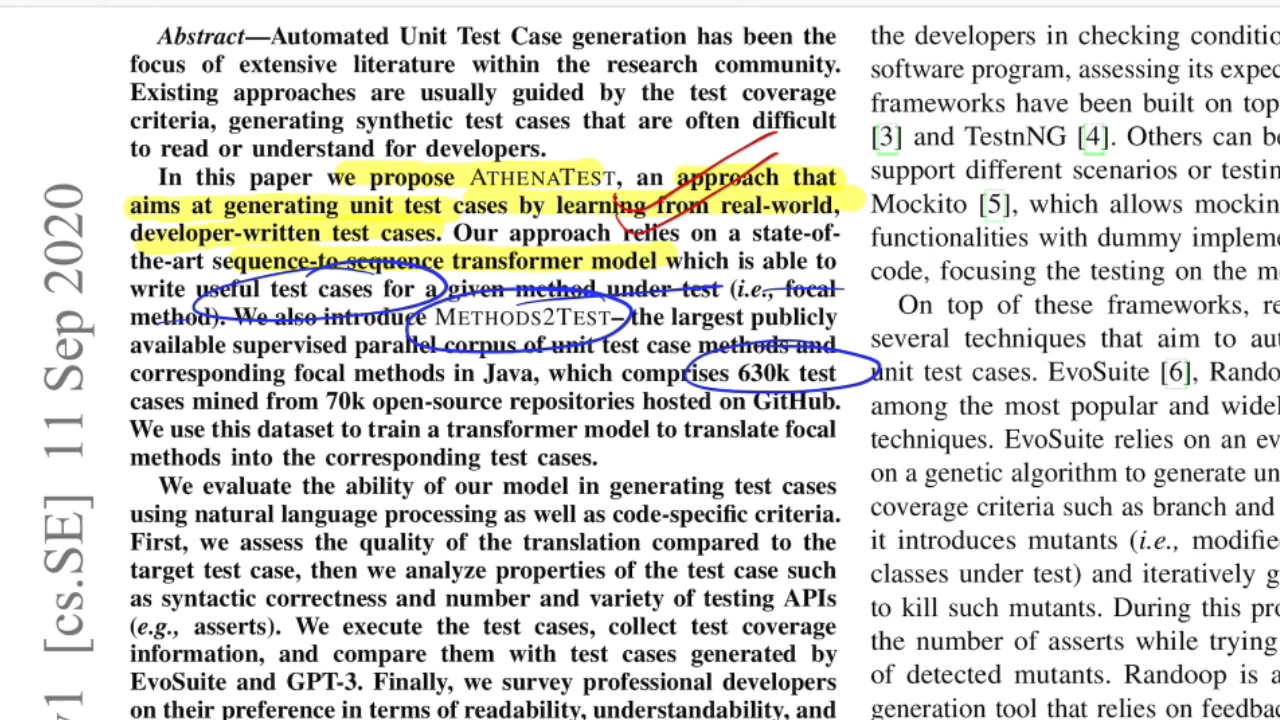 Abstract—Automated Unit Test Case generation has been the
focus of extensive literature within the research community.
Existing approaches are usually guided by the test coverage
criteria, generating synthetic test cases that are often difficult
to read or understand for developers.
In this paper we propose ATHENATEST, an approach that
aims at generating unit test cases by learning from real-world,
developer-written test cases. Our approach relies on a state-of-
the-art sequence-to-sequence transformer model which is able to
write useful test cases for a given method under test (i.e., focal
method). We also introduce METHODS2TEST–the largest publicly
available supervised parallel corpus of unit test case methods and
corresponding focal methods in Java, which comprises 630k test
cases mined from 70k open-source repositories hosted on GitHub.
We use this dataset to train a transformer model to translate focal
methods into the corresponding test cases.
We evaluate the ability of our model in generating test cases
using natural language processing as well as code-specific criteria.
First, we assess the quality of the translation compared to the
target test case, then we analyze properties of the test case such
as syntactic correctness and number and variety of testing APIs
(e.g., asserts). We execute the test cases, collect test coverage
information, and compare them with test cases generated by
EvoSuite and GPT-3. Finally, we survey professional developers
on their preference in terms of readability, understandability, and
the developers in checking conditio
software program, assessing its expec
frameworks have been built on top
[3] and TestnNG [4]. Others can be
support different scenarios or testin
Mockito [5], which allows mockin
functionalities with dummy impleme
code, focusing the testing on the m
On top of these frameworks, re
several techniques that aim to aut
unit test cases. EvoSuite [6], Rando
among the most popular and widel
techniques. EvoSuite relies on an ev
on a genetic algorithm to generate un
coverage criteria such as branch and
it introduces mutants (i.e., modifie
classes under test) and iteratively g
to kill such mutants. During this pro
the number of asserts while trying
of detected mutants. Randoop is a
generation tool that relies on feedbac
v1 [cs.SE] 11 Sep 2020